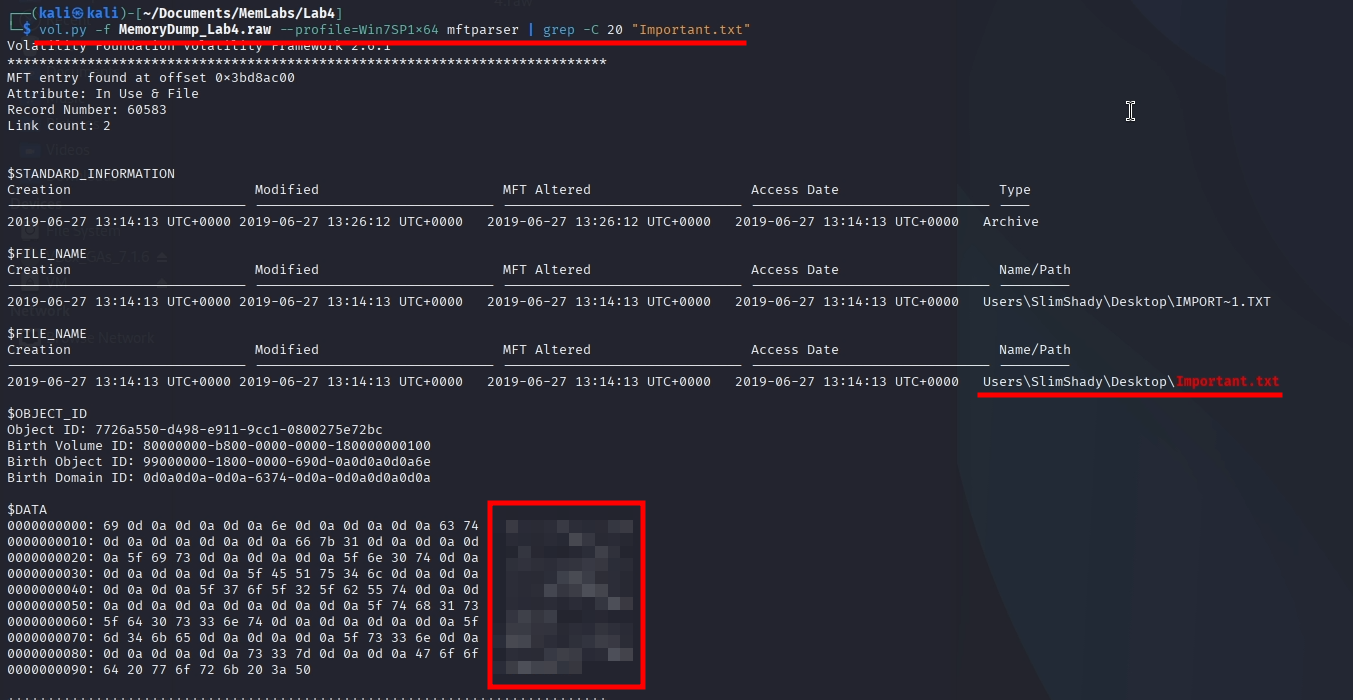 ┌──(kali㉿kali)-[~/Documents/MemLabs/Lab4]
└─$ vol.py -f MemoryDump_Lab4.raw --profile=Win7SP1×64 mftparser | grep -C 20 "Important.txt"
Volatility Foundation Volatility Framework 2.6.1
***************************************************************************
MFT entry found at offset 0×3bd8ac00
Attribute: In Use & File
Record Number: 60583
Link count: 2
Videos
$STANDARD_INFORMATION
Creation Modified MFT Altered Access Date Type
2019-06-27 13:14:13 UTC+0000 2019-06-27 13:26:12 UTC+0000 2019-06-27 13:26:12 UTC+0000 2019-06-27 13:14:13 UTC+0000 Archive
$FILE_NAME
Creation Modified MFT Altered Access Date Name/Path
2019-06-27 13:14:13 UTC+0000 2019-06-27 13:14:13 UTC+0000 2019-06-27 13:14:13 UTC+0000 2019-06-27 13:14:13 UTC+0000 Users\SlimShady\Desktop\IMPORT~1.TXT
Network
$FILE_NAME
Creation Modified MFT Altered Access Date Name/Path
2019-06-27 13:14:13 UTC+0000 2019-06-27 13:14:13 UTC+0000 2019-06-27 13:14:13 UTC+0000 2019-06-27 13:14:13 UTC+0000 Users\SlimShady\Desktop\Important.txt
$OBJECT_ID
Object ID: 7726a550-d498-e911-9cc1-0800275e72bc
Birth Volume ID: 80000000-b800-0000-0000-180000000100
Birth Object ID: 99000000-1800-0000-690d-0a0d0a0d0a6e
Birth Domain ID: 0d0a0d0a-0d0a-6374-0d0a-0d0a0d0a0d0a
$DATA
0000000000: 69 0d 0a 0d 0a 0d 0a 6e 0d 0a 0d 0a 0d 0a 63 74
0000000010: 0d 0a 0d 0a 0d 0a 0d 0a 66 7b 31 0d 0a 0d 0a 0d
0000000020: 0a 5f 69 73 0d 0a 0d 0a 0d 0a 5f 6e 30 74 0d 0a
0000000030: 0d 0a 0d 0a 0d 0a 5f 45 51 75 34 6c 0d 0a 0d 0a
0000000040: 0d 0a 0d 0a 5f 37 6f 5f 32 5f 62 55 74 0d 0a 0d
0000000050: 0a 0d 0a 0d 0a 0d 0a 0d 0a 0d 0a 5f 74 68 31 73
0000000060: 5f 64 30 73 33 6e 74 0d 0a 0d 0a 0d 0a 0d 0a 5f
0000000070: 6d 34 6b 65 0d 0a 0d 0a 0d 0a 5f 73 33 6e 0d 0a
0000000080: 0d 0a 0d 0a 0d 0a 73 33 7d 0d 0a 0d 0a 47 6f 6f
0000000090: 64 20 77 6f 72 6b 20 3a 50